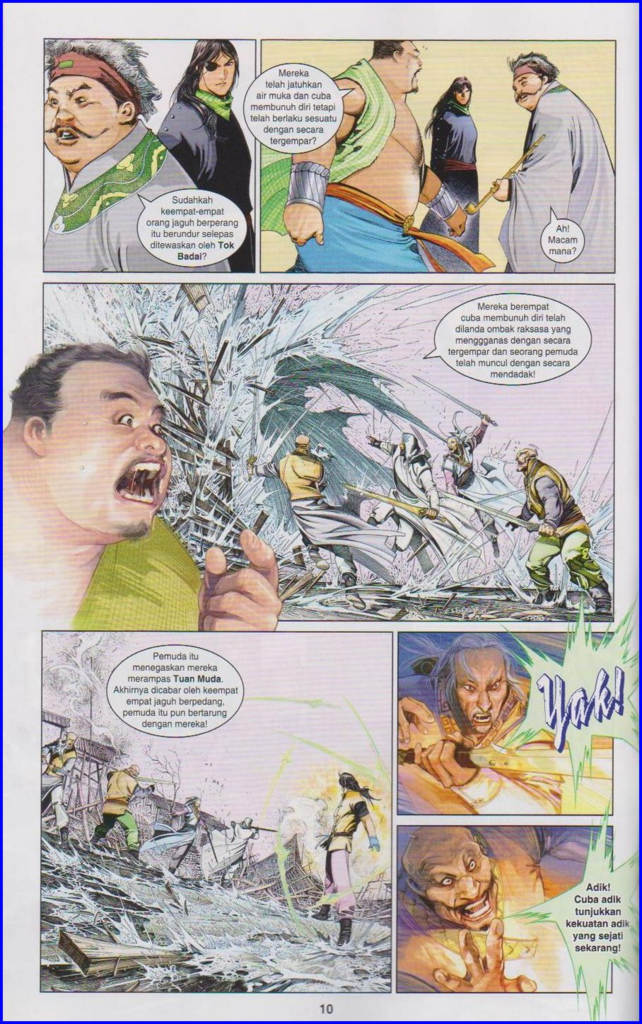 Sudahkah
keempat-empat
orang jaguh berperang
itu berundur selepas
ditewaskan oleh Tok
Badai?
Mereka
telah jatuhkan
air muka dan cuba
membunuh diri tetapi
telah berlaku sesuatu
dengan secara
tergempar?
Ah!
Macam
mana?
Mereka berempat
cuba membunuh diri telah
dilanda ombak raksasa yang
mengganas dengan secara
tergempar dan seorang pemuda
telah muncul dengan secara
mendadak!
Pemuda itu
menegaskan mereka
merampas Tuan Muda.
Akhirnya dicabar oleh keempat
empat jaguh berpedang,
pemuda itu pun bertarung
dengan mereka!
Yak!
Adik!
Cuba adik
tunjukkan
kekuatan adik
yang sejati
sekarang!
10